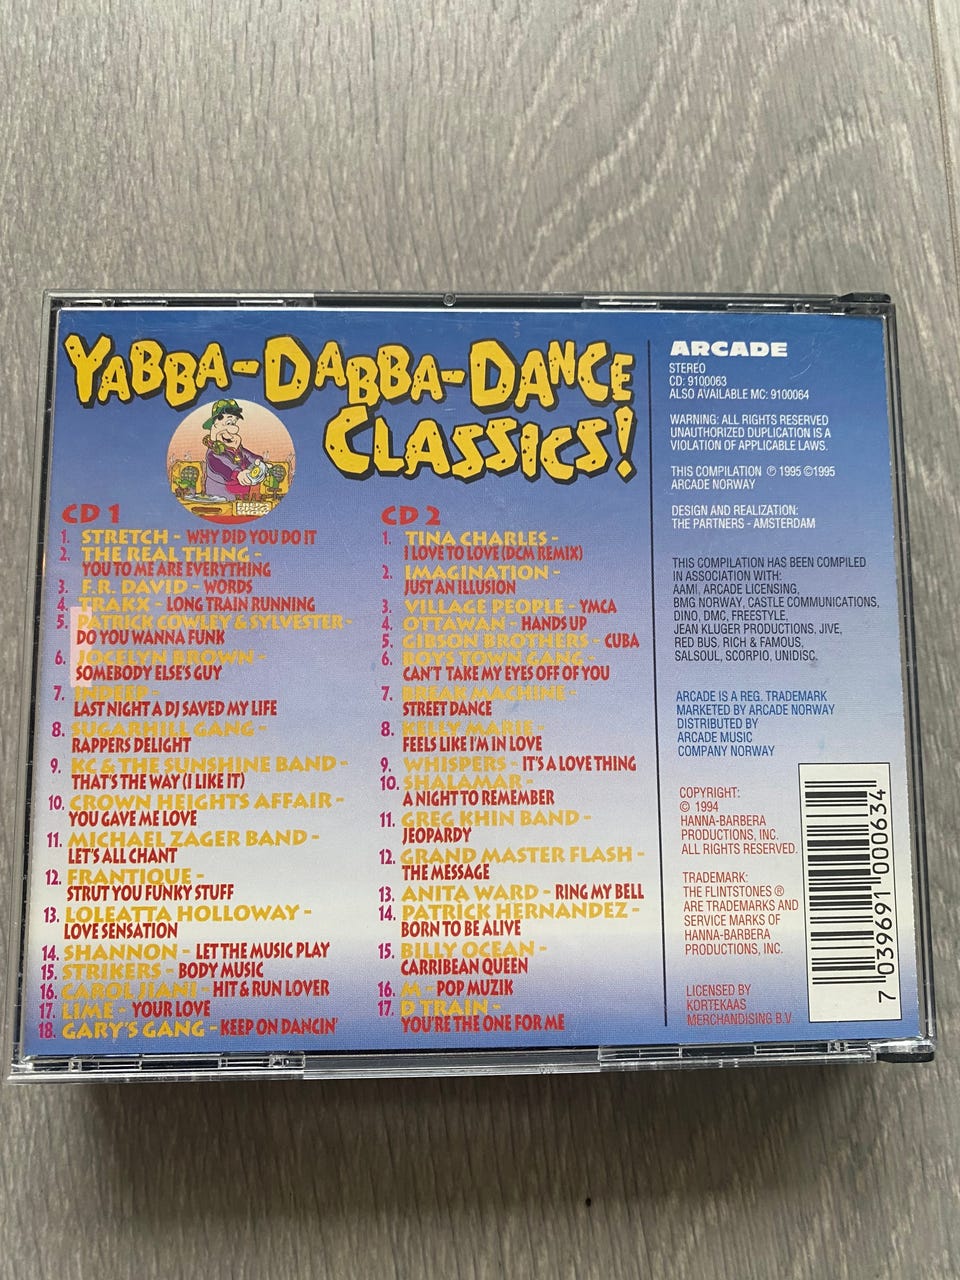 YABBA-DABBA-DANCE
CLASSICS!
CD 1
1. STRETCH - WHY DID YOU DO IT
2. THE REAL THING -
YOU TO ME ARE EVERYTHING
3. F.R. DAVID - WORDS
4. TRAKX - LONG TRAIN RUNNING
5. PATRICK COWLEY & SYLVESTER -
DO YOU WANNA FUNK
6. JOCELYN BROWN -
SOMEBODY ELSE'S GUY
7. INDEEP -
LAST NIGHT A DJ SAVED MY LIFE
8. SUGARHILL GANG -
RAPPERS DELIGHT
9. KC & THE SUNSHINE BAND -
THAT'S THE WAY (I LIKE IT)
10. CROWN HEIGHTS AFFAIR -
YOU GAVE ME LOVE
11. MICHAEL ZAGER BAND -
LET'S ALL CHANT
12. FRANTIQUE -
STRUT YOU FUNKY STUFF
13. LOLEATTA HOLLOWAY -
LOVE SENSATION
14. SHANNON - LET THE MUSIC PLAY
15. STRIKERS - BODY MUSIC
16. CAROL JIANI - HIT & RUN LOVER
17. LIME - YOUR LOVE
18. GARY'S GANG - KEEP ON DANCIN'
CD 2
1. TINA CHARLES -
I LOVE TO LOVE (DCM REMIX)
2. IMAGINATION -
JUST AN ILLUSION
3. VILLAGE PEOPLE - YMCA
4. OTTAWAN - HANDS UP
5. GIBSON BROTHERS - CUBA
6. BOYS TOWN GANG -
CAN'T TAKE MY EYES OFF OF YOU
7. BREAK MACHINE -
STREET DANCE
8. KELLY MARIE -
FEELS LIKE I'M IN LOVE
9. WHISPERS - IT'S A LOVE THING
10. SHALAMAR -
A NIGHT TO REMEMBER
11. GREG KHIN BAND -
JEOPARDY
12. GRAND MASTER FLASH -
THE MESSAGE
13. ANITA WARD - RING MY BELL
14. PATRICK HERNANDEZ -
BORN TO BE ALIVE
15. BILLY OCEAN -
CARRIBEAN QUEEN
16. M - POP MUZIK
17. D TRAIN -
YOU'RE THE ONE FOR ME
ARCADE
STEREO
CD: 9100063
ALSO AVAILABLE MC: 9100064
WARNING: ALL RIGHTS RESERVED
UNAUTHORIZED DUPLICATION IS A
VIOLATION OF APPLICABLE LAWS.
THIS COMPILATION ℗ 1995 © 1995
ARCADE NORWAY
DESIGN AND REALIZATION:
THE PARTNERS - AMSTERDAM
THIS COMPILATION HAS BEEN COMPILED
IN ASSOCIATION WITH:
AAMI, ARCADE LICENSING,
BMG NORWAY, CASTLE COMMUNICATIONS,
DINO, DMC, FREESTYLE,
JEAN KLUGER PRODUCTIONS, JIVE,
RED BUS, RICH & FAMOUS,
SALSOUL, SCORPIO, UNIDISC.
ARCADE IS A REG. TRADEMARK
MARKETED BY ARCADE NORWAY
DISTRIBUTED BY
ARCADE MUSIC
COMPANY NORWAY
COPYRIGHT:
© 1994
HANNA-BARBERA
PRODUCTIONS, INC.
ALL RIGHTS RESERVED.
TRADEMARK:
THE FLINTSTONES ®
ARE TRADEMARKS AND
SERVICE MARKS OF
HANNA-BARBERA
PRODUCTIONS, INC.
LICENSED BY
KORTEKAAS
MERCHANDISING B.V.
7 039691 000634